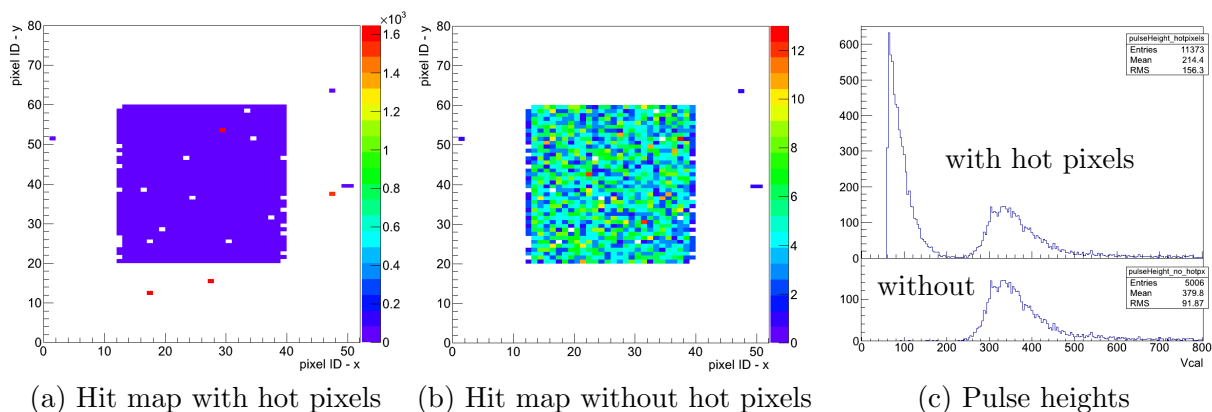 ×10³
80
70
60
50
40
30
20
10
0
pixel ID - y
0 10 20 30 40 50
pixel ID - x
1.6
1.4
1.2
1
0.8
0.6
0.4
0.2
0
(a) Hit map with hot pixels
80
70
60
50
40
30
20
10
0
pixel ID - y
0 10 20 30 40 50
pixel ID - x
12
10
8
6
4
2
0
(b) Hit map without hot pixels
600
500
400
300
200
100
0
pulseHeight_hotpixels
Entries 11373
Mean 214.4
RMS 156.3
with hot pixels
100
0
without
pulseHeight_no_hotpx
Entries 5006
Mean 379.8
RMS 91.87
0 100 200 300 400 500 600 700 800
Vcal
(c) Pulse heights